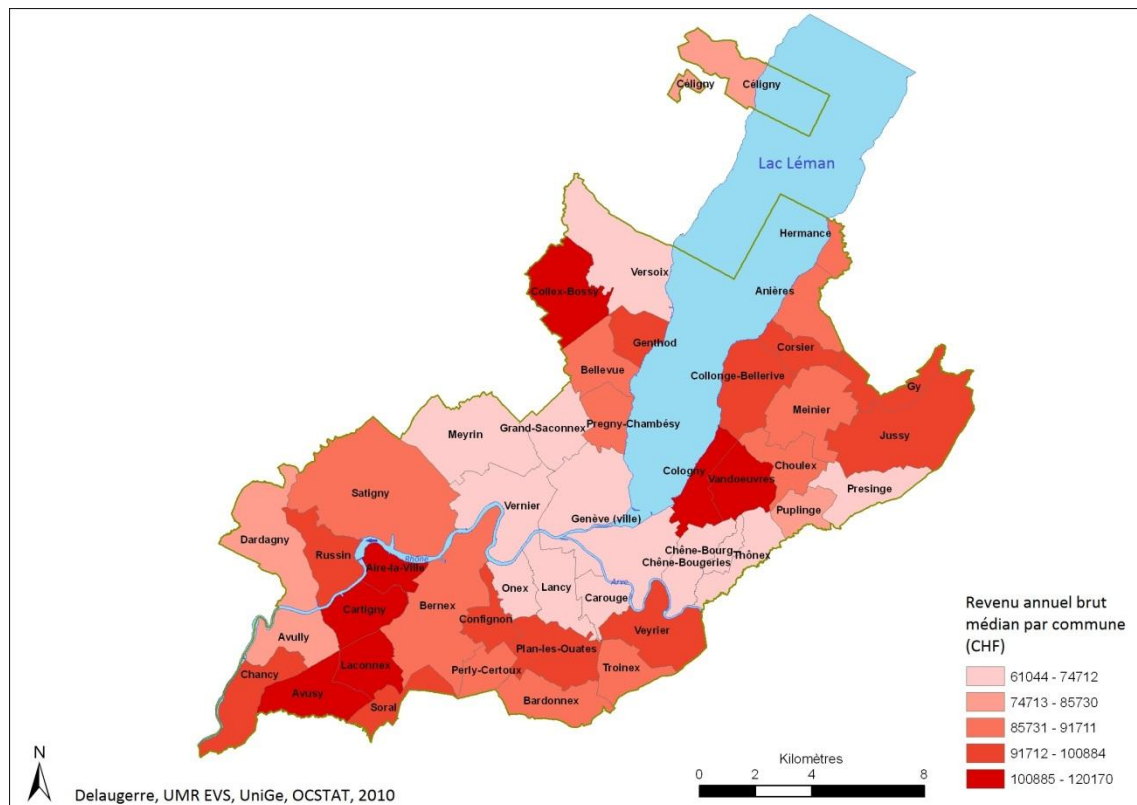 Céligny
Céligny
Lac Léman
Hermance
Versoix
Anières
Collex-Bossy
Genthod
Corsier
Bellevue
Collonge-Bellerive
Gy
Meinier
Pregny-Chambésy
Grand-Saconnex
Meyrin
Jussy
Cologny
Choulex
Vandoeuvres
Presinge
Satigny
Vernier
Puplinge
Genève (ville)
Dardagny
Russin
Rhône
Chêne-Bourg
Thônex
Chêne-Bougeries
Aire-la-Ville
Arve
Onex
Lancy
Carouge
Bernex
Cartigny
Confignon
Veyrier
Avully
Plan-les-Ouates
Laconnex
Perly-Certoux
Troinex
Chancy
Avusy
Soral
Bardonnex
Revenu annuel brut
médian par commune
(CHF)
61044 - 74712
74713 - 85730
85731 - 91711
91712 - 100884
100885 - 120170
N
Kilomètres
0 2 4 8
Delaugerre, UMR EVS, UniGe, OCSTAT, 2010